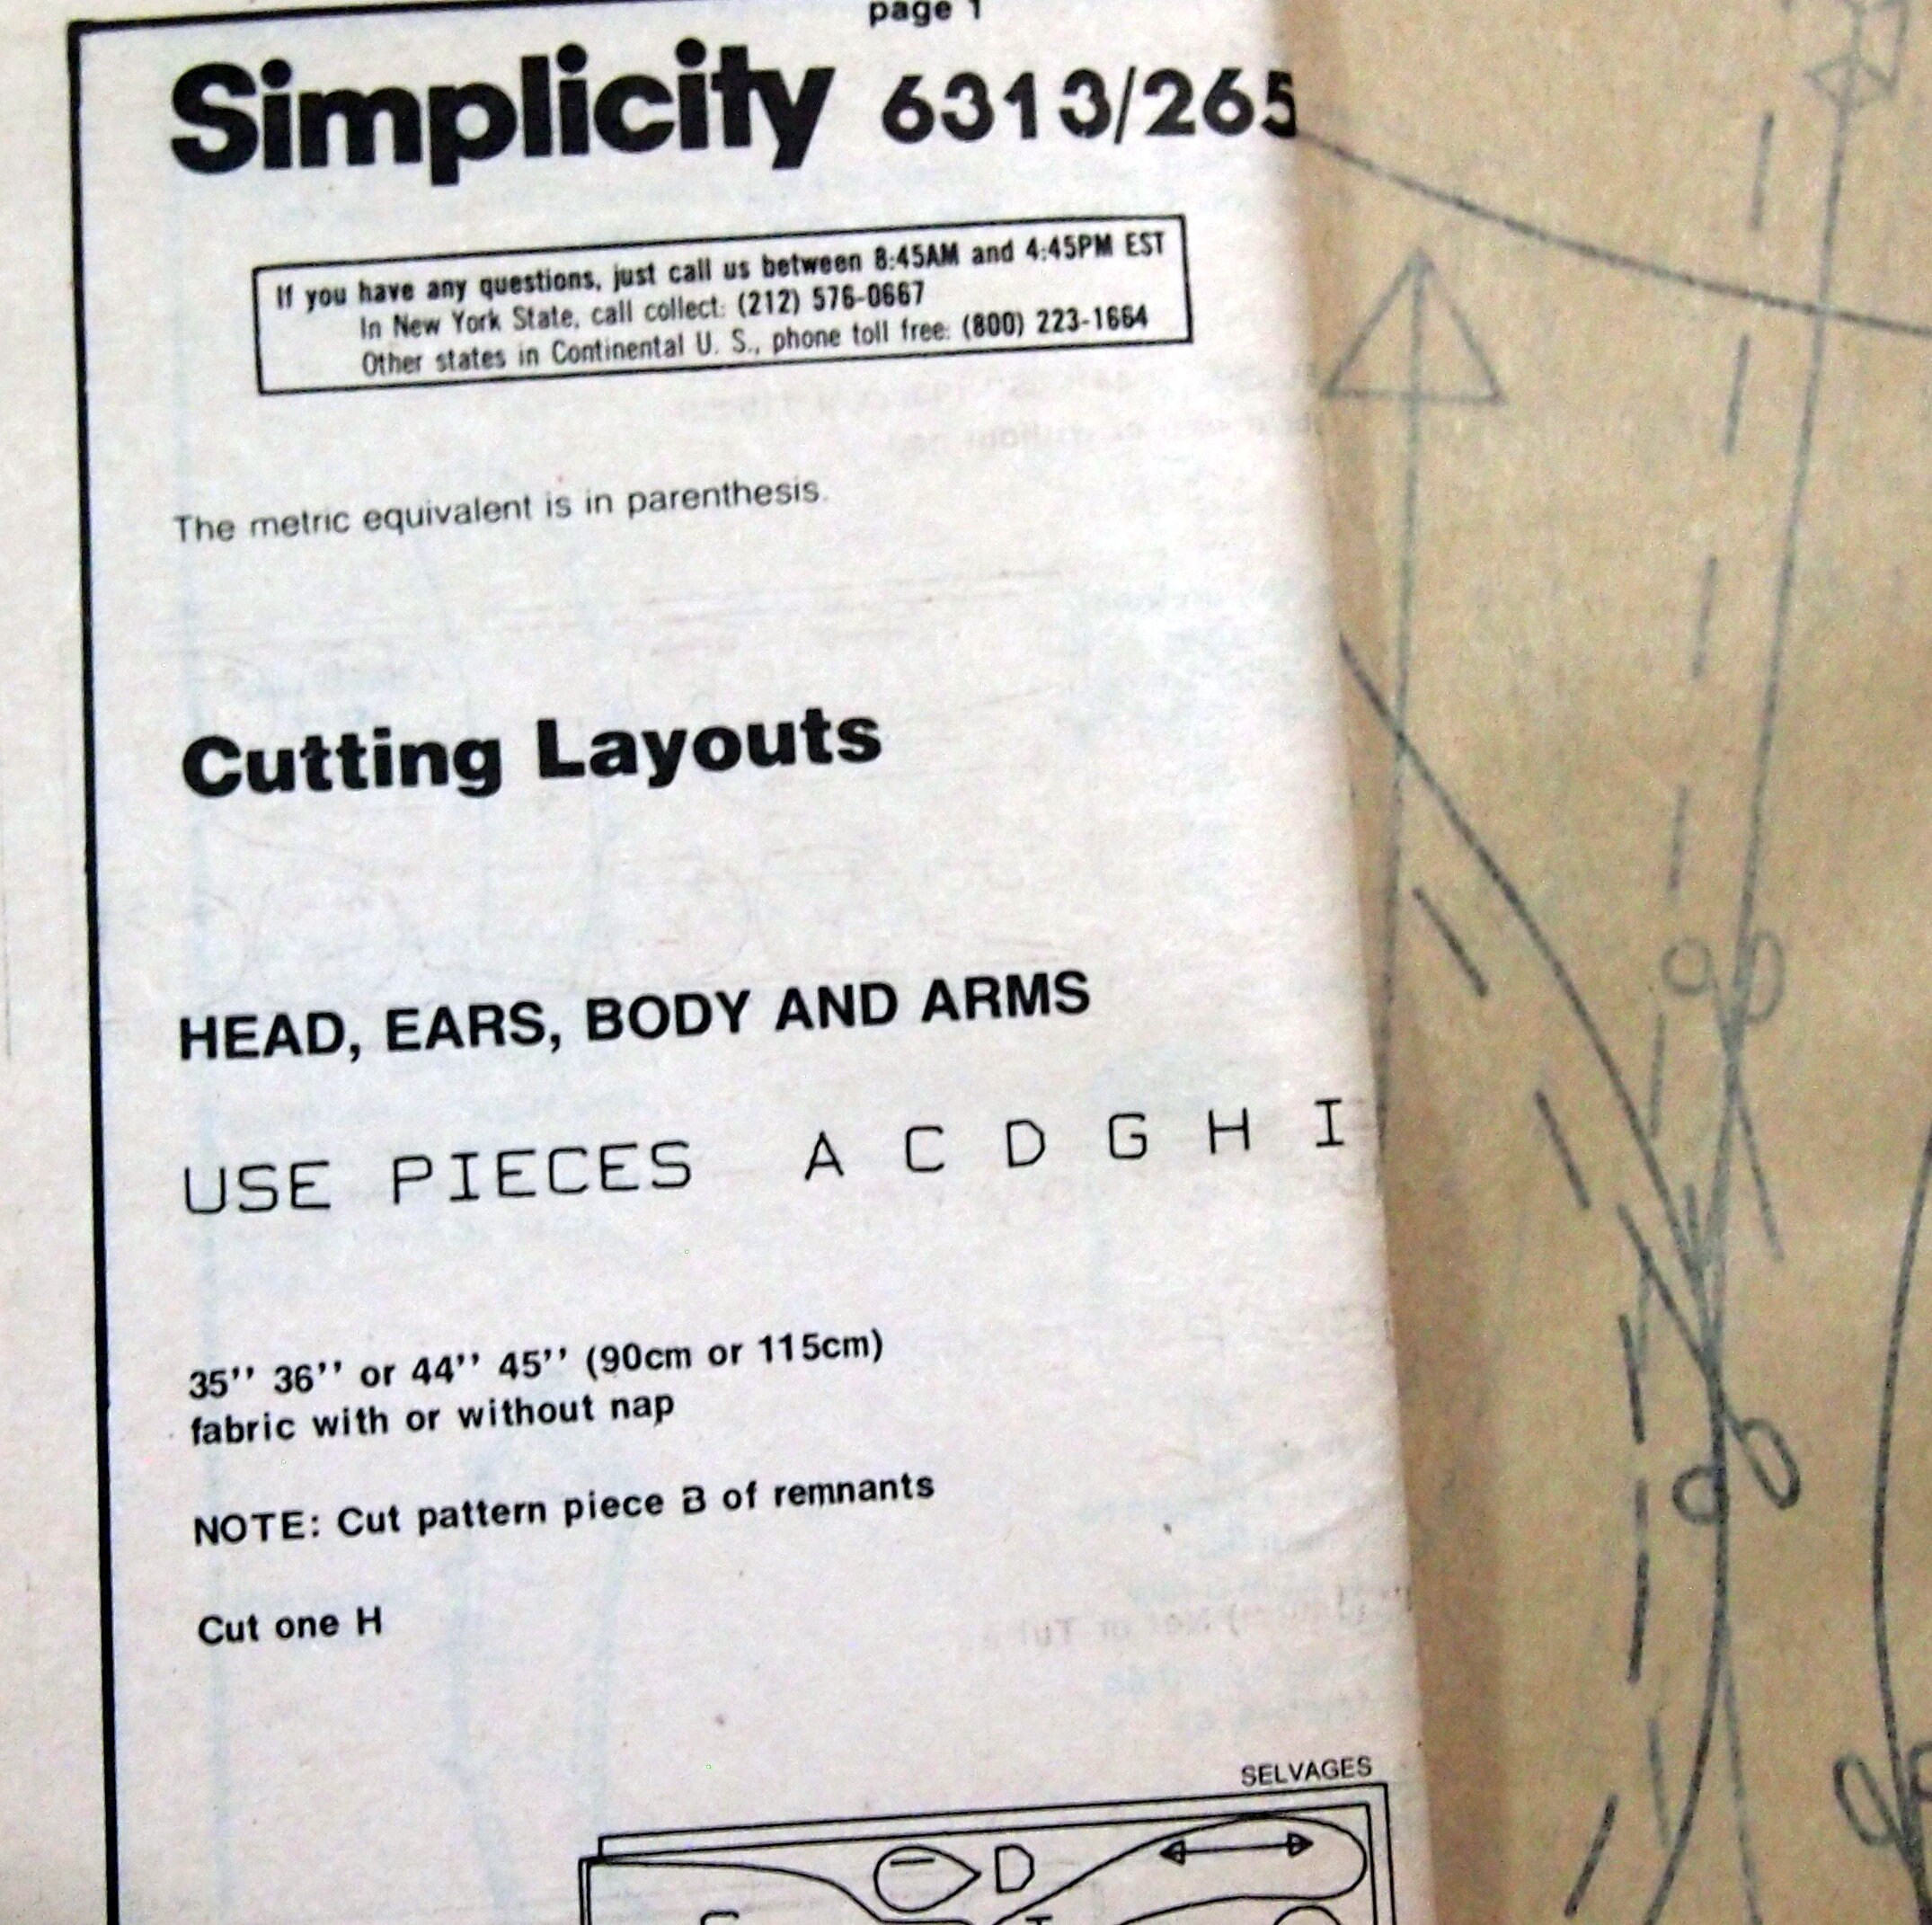 page 1
Simplicity 6313/265
If you have any questions, just call us between 8:45AM and 4:45PM EST
In New York State, call collect: (212) 576-0667
Other states in Continental U. S., phone toll free: (800) 223-1664
The metric equivalent is in parenthesis.
Cutting Layouts
HEAD, EARS, BODY AND ARMS
USE PIECES A C D G H I
35'' 36'' or 44'' 45'' (90cm or 115cm)
fabric with or without nap
NOTE: Cut pattern piece B of remnants
Cut one H
SELVAGES
D